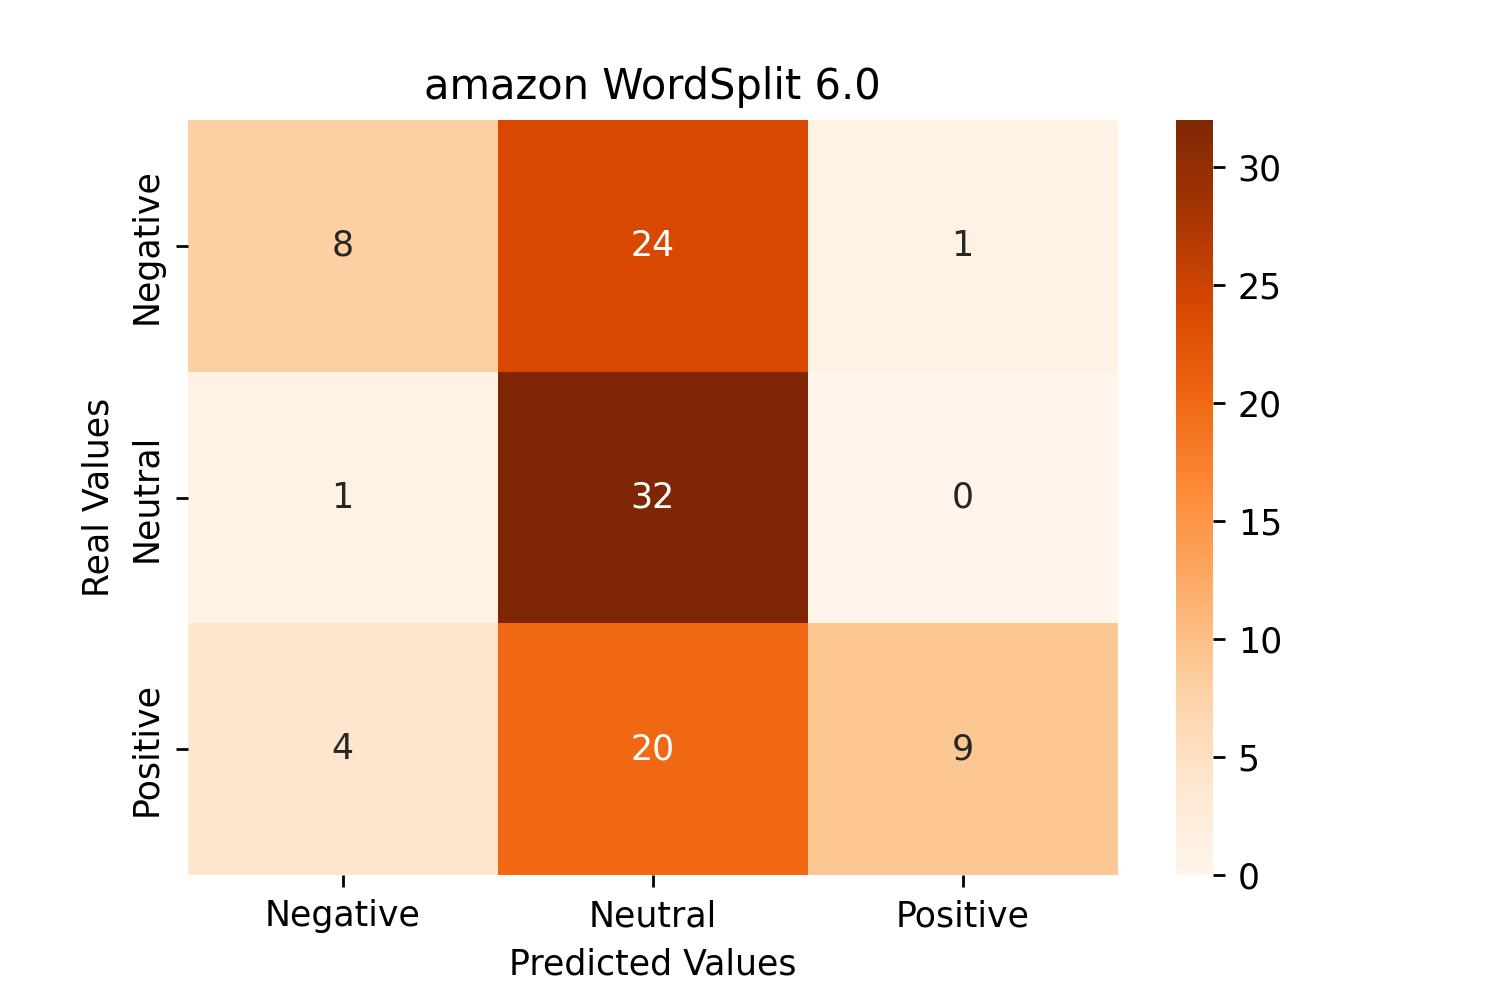 amazon WordSplit 6.0
Real Values
Negative
8
24
1
Neutral
1
32
0
Positive
4
20
9
Negative
Neutral
Positive
Predicted Values
30
25
20
15
10
5
0